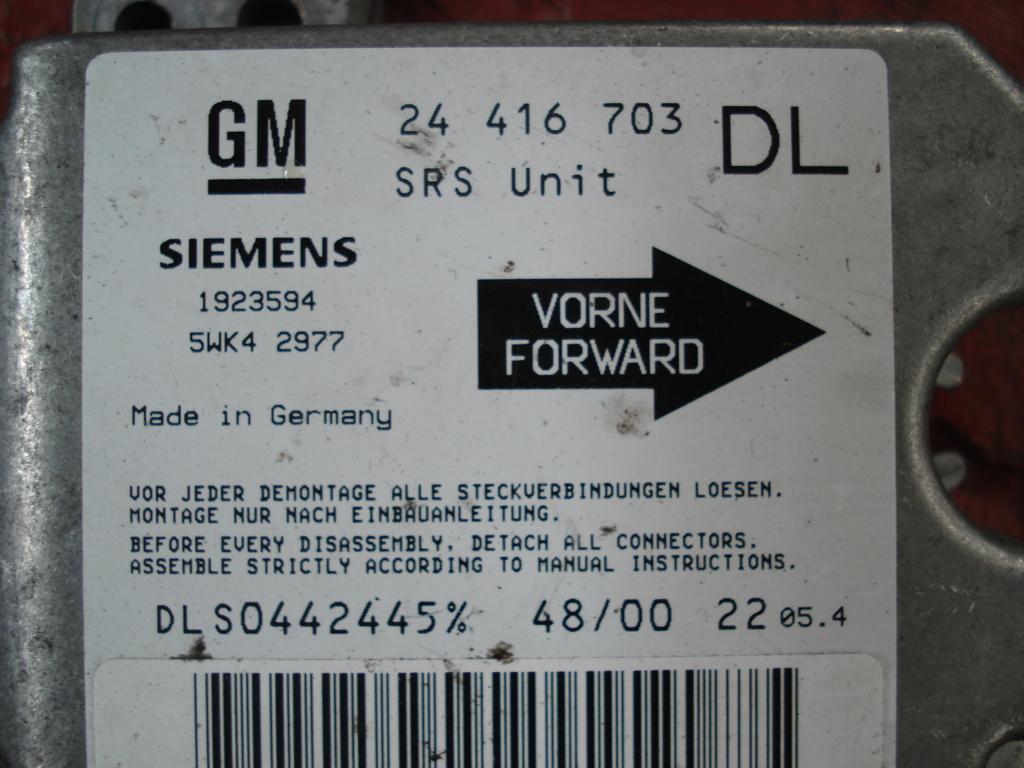 GM 24 416 703 DL
SRS Unit
SIEMENS
1923594
5WK4 2977
VORNE
FORWARD
Made in Germany
VOR JEDER DEMONTAGE ALLE STECKVERBINDUNGEN LOESEN.
MONTAGE NUR NACH EINBAUANLEITUNG.
BEFORE EVERY DISASSEMBLY, DETACH ALL CONNECTORS.
ASSEMBLE STRICTLY ACCORDING TO MANUAL INSTRUCTIONS.
DLS0442445% 48/00 22 05.4